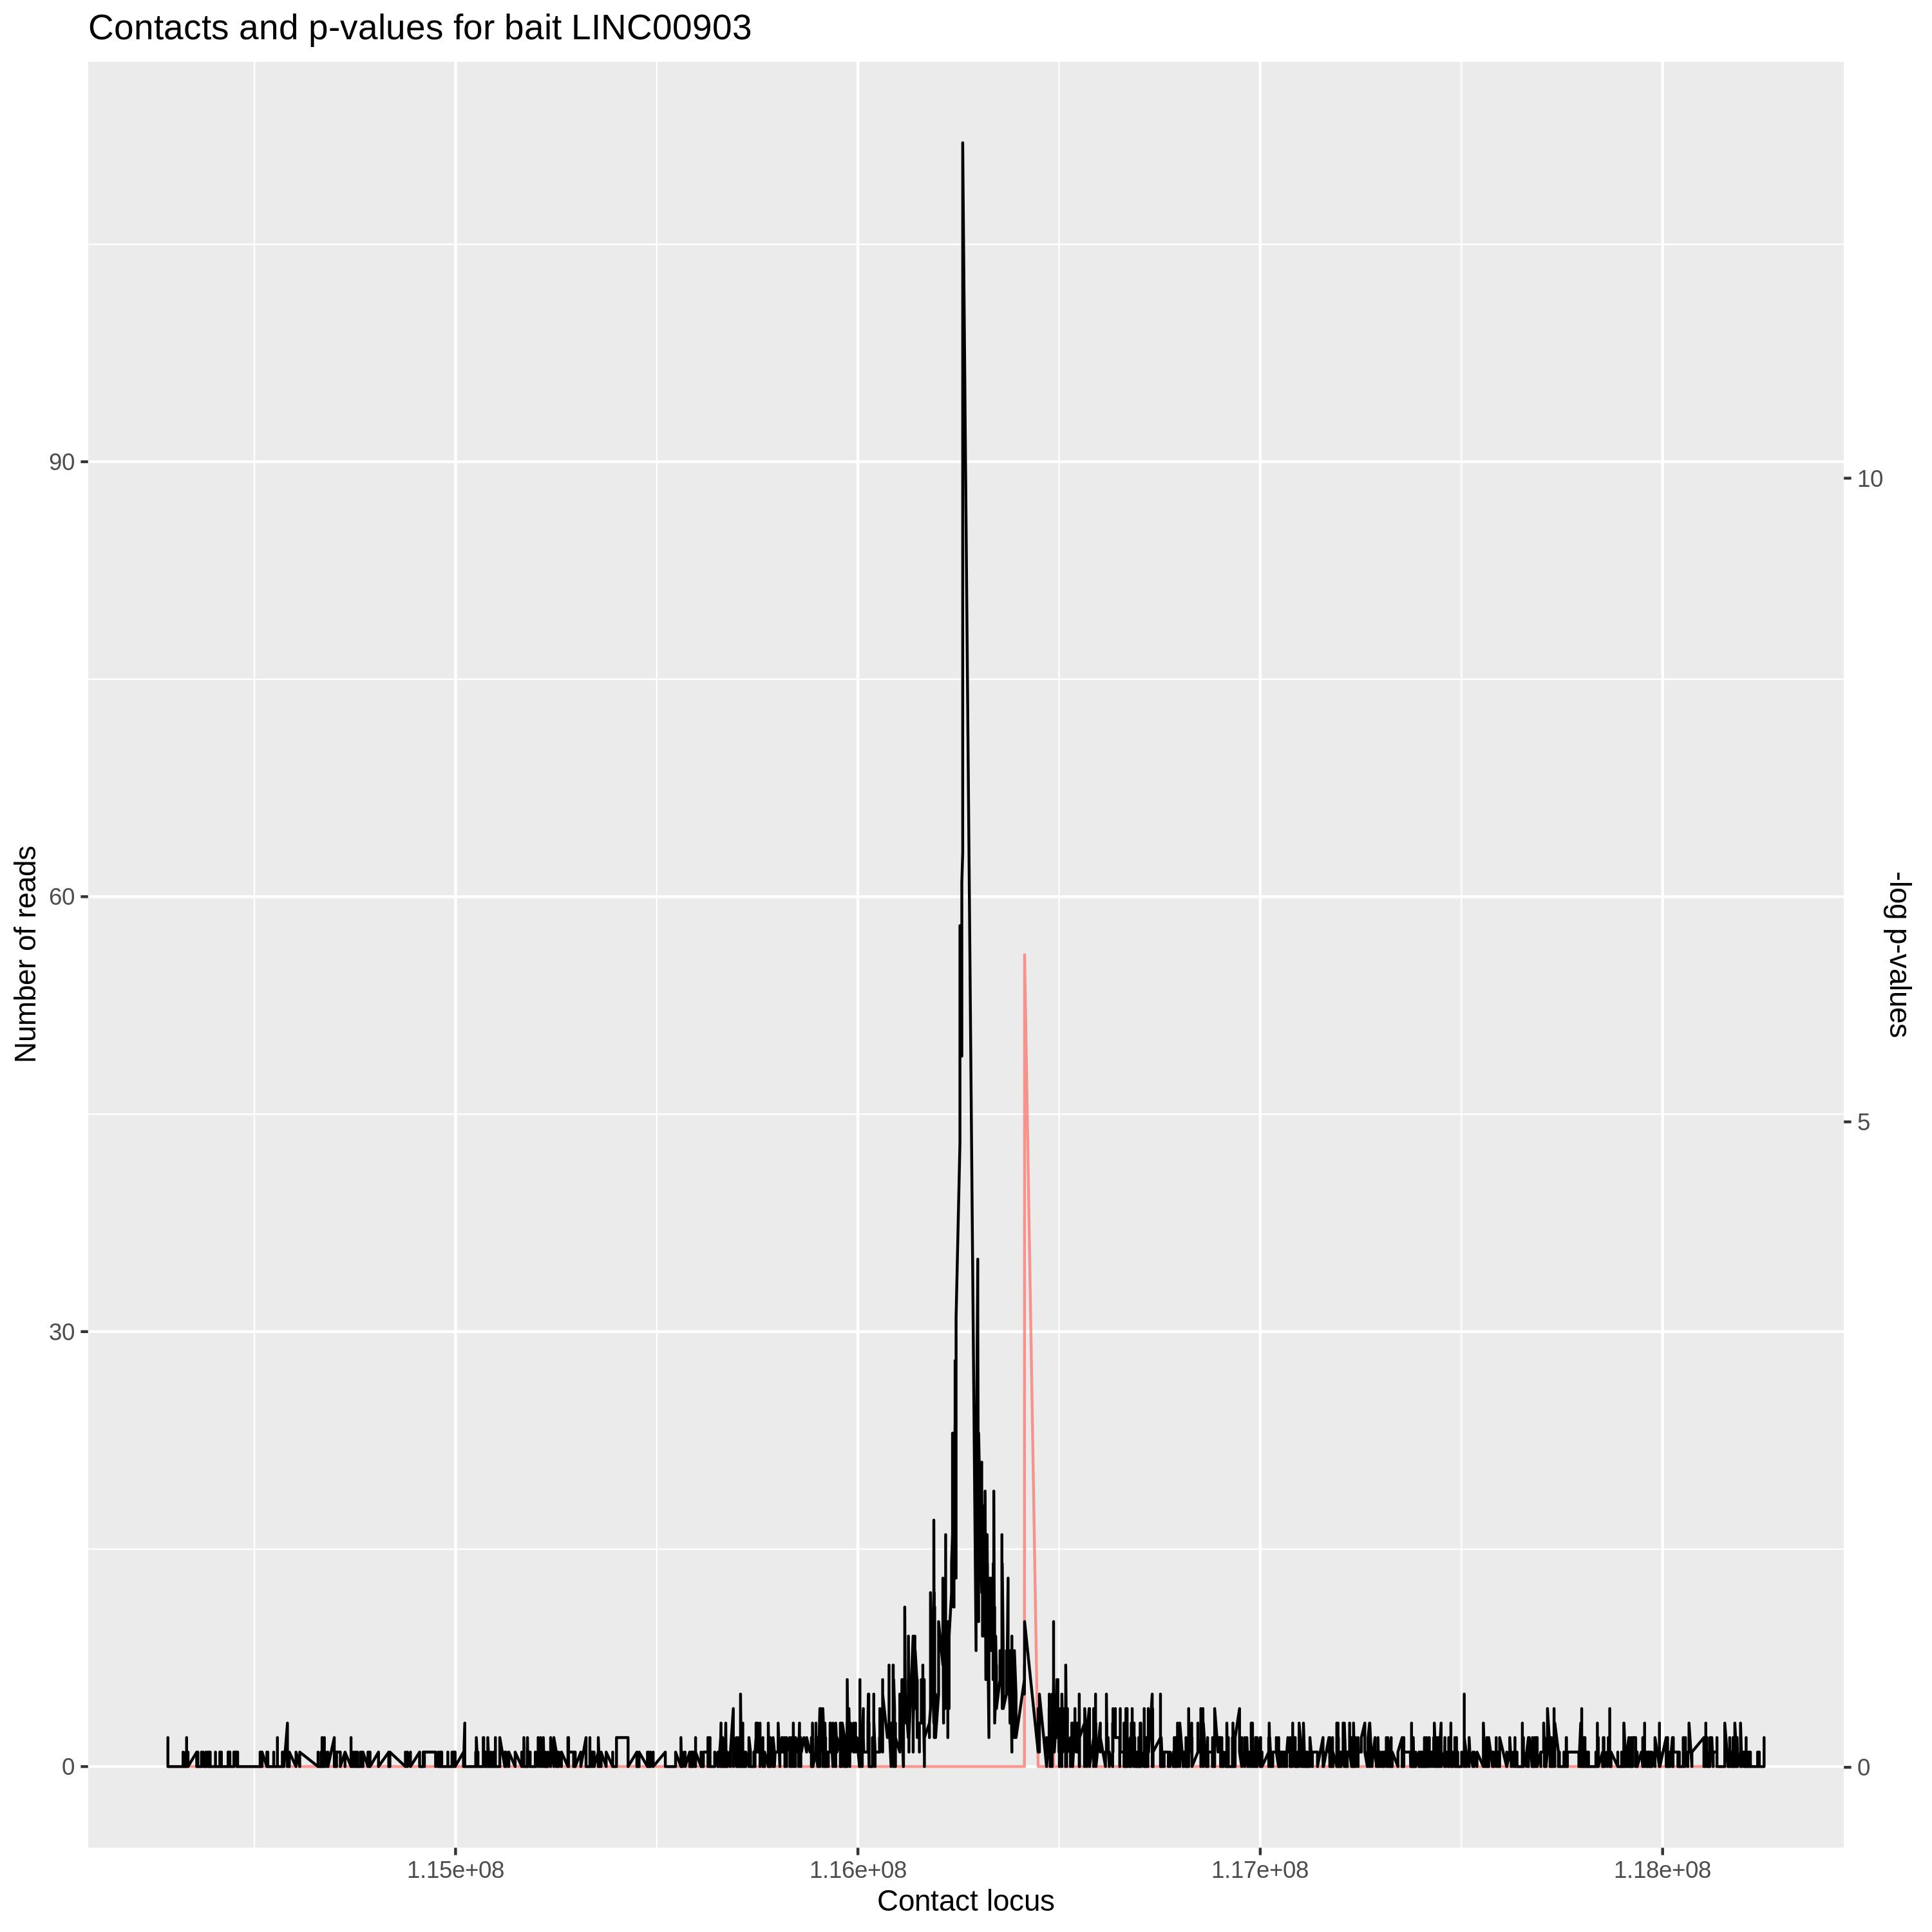 Contacts and p-values for bait LINC00903
Number of reads
90
60
30
0
10
5
0
-log p-values
1.15e+08
1.16e+08
1.17e+08
1.18e+08
Contact locus